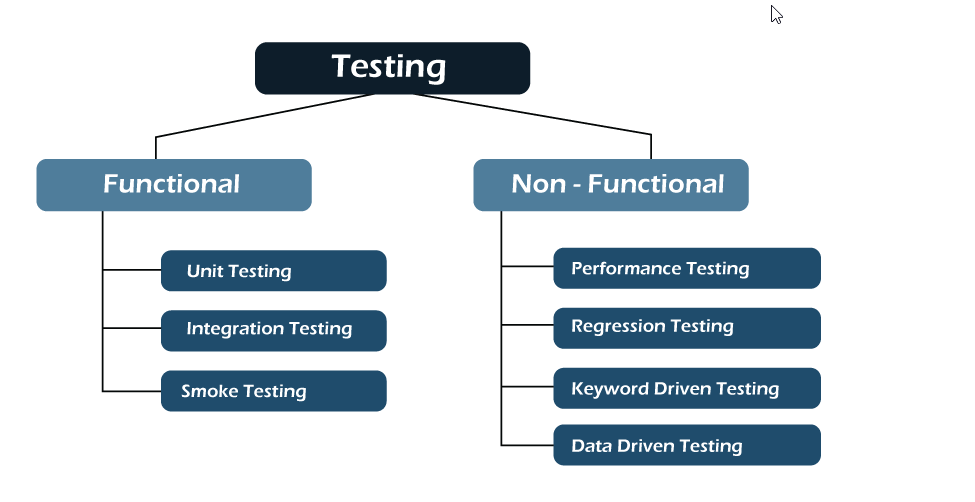 Testing
Functional
Non - Functional
Unit Testing
Integration Testing
Smoke Testing
Performance Testing
Regression Testing
Keyword Driven Testing
Data Driven Testing